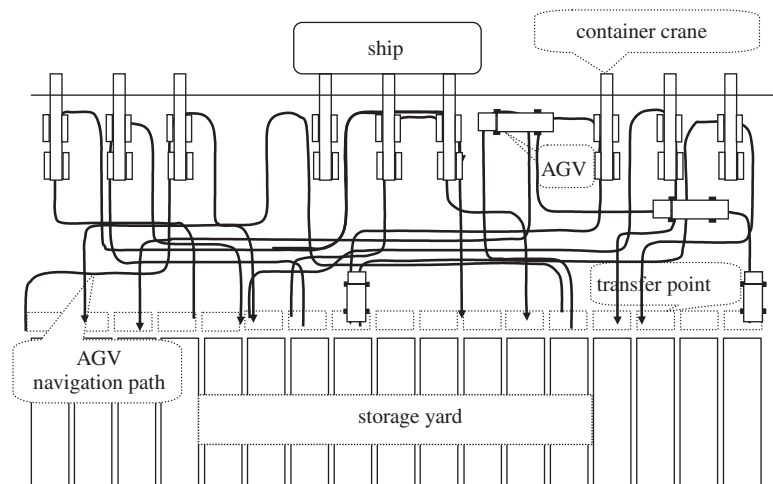 container crane
ship
AGV
transfer point
AGV
navigation path
storage yard